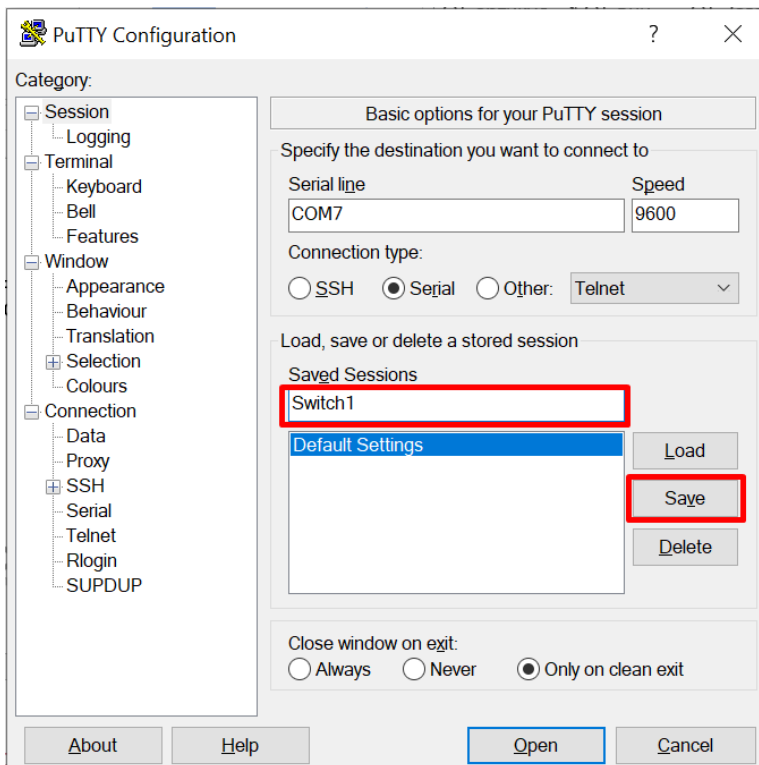 PuTTY Configuration
?
Category:
Session
Logging
Terminal
Keyboard
Bell
Features
Window
Appearance
Behaviour
Translation
Selection
Colours
Connection
Data
Proxy
SSH
Serial
Telnet
Rlogin
SUPDUP
Basic options for your PuTTY session
Specify the destination you want to connect to
Serial line Speed
COM7 9600
Connection type:
SSH Serial Other: Telnet
Load, save or delete a stored session
Saved Sessions
Switch1
Default Settings
Load
Save
Delete
Close window on exit:
Always Never Only on clean exit
About Help Open Cancel